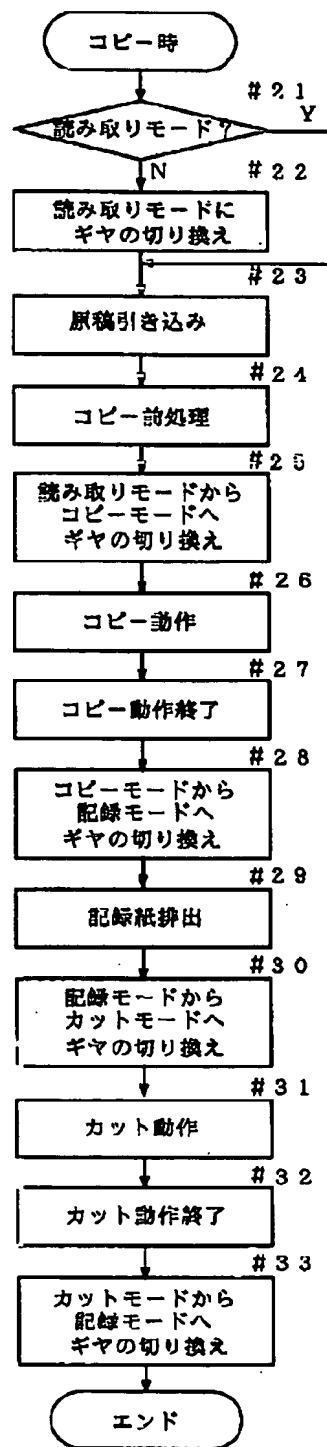 コピー時
#21
読み取りモード?
Y
N
#22
読み取りモードに
ギヤの切り換え
#23
原稿引き込み
#24
コピー前処理
#25
読み取りモードから
コピーモードへ
ギヤの切り換え
#26
コピー動作
#27
コピー動作終了
#28
コピーモードから
記録モードへ
ギヤの切り換え
#29
記録紙排出
#30
記録モードから
カットモードへ
ギヤの切り換え
#31
カット動作
#32
カット動作終了
#33
カットモードから
記録モードへ
ギヤの切り換え
エンド